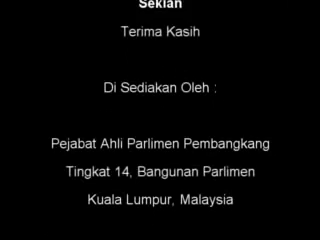 Sekian
Terima Kasih
Di Sediakan Oleh :
Pejabat Ahli Parlimen Pembangkang
Tingkat 14, Bangunan Parlimen
Kuala Lumpur, Malaysia